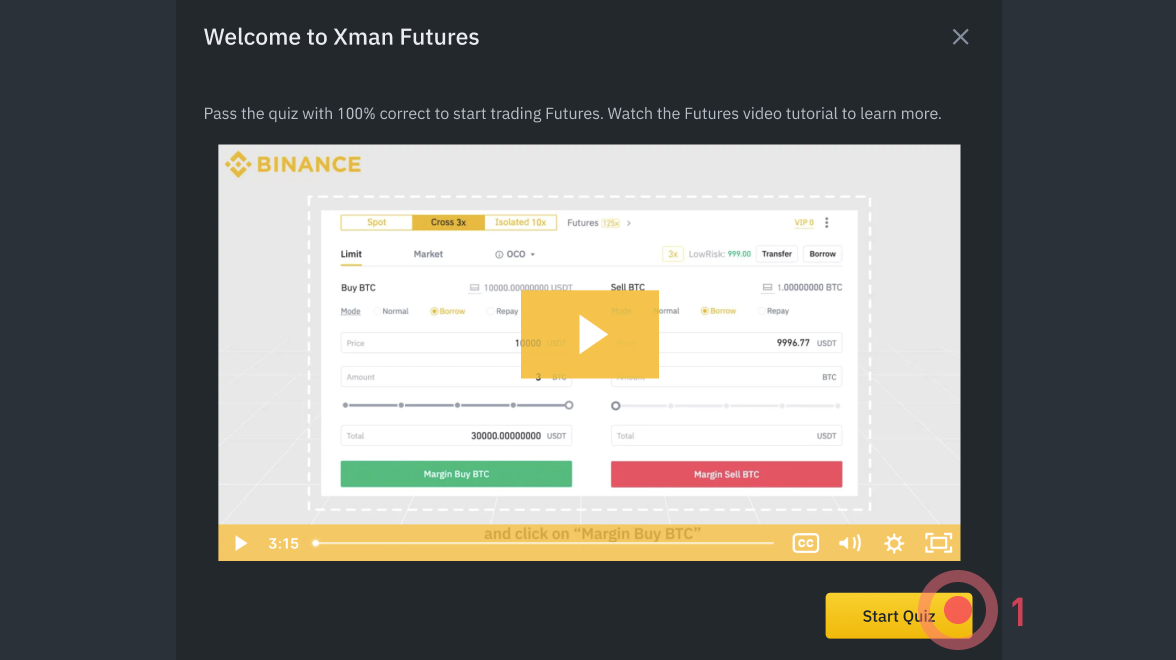 Welcome to Xman Futures
Pass the quiz with 100% correct to start trading Futures. Watch the Futures video tutorial to learn more.
BINANCE
Spot Cross 3x Isolated 10x Futures 125x > VIP 0
Limit Market OCO 3x LowRisk: 999.00 Transfer Borrow
Buy BTC 10000.00000000 USDT Sell BTC 1.00000000 BTC
Mode Normal Borrow Repay Mode Borrow Repay
Price 10000 USDT 9996.77 USDT
Amount 3 BTC Amount BTC
Total 30000.00000000 USDT Total USDT
Margin Buy BTC Margin Sell BTC
and click on “Margin Buy BTC”
3:15 CC
Start Quiz 1